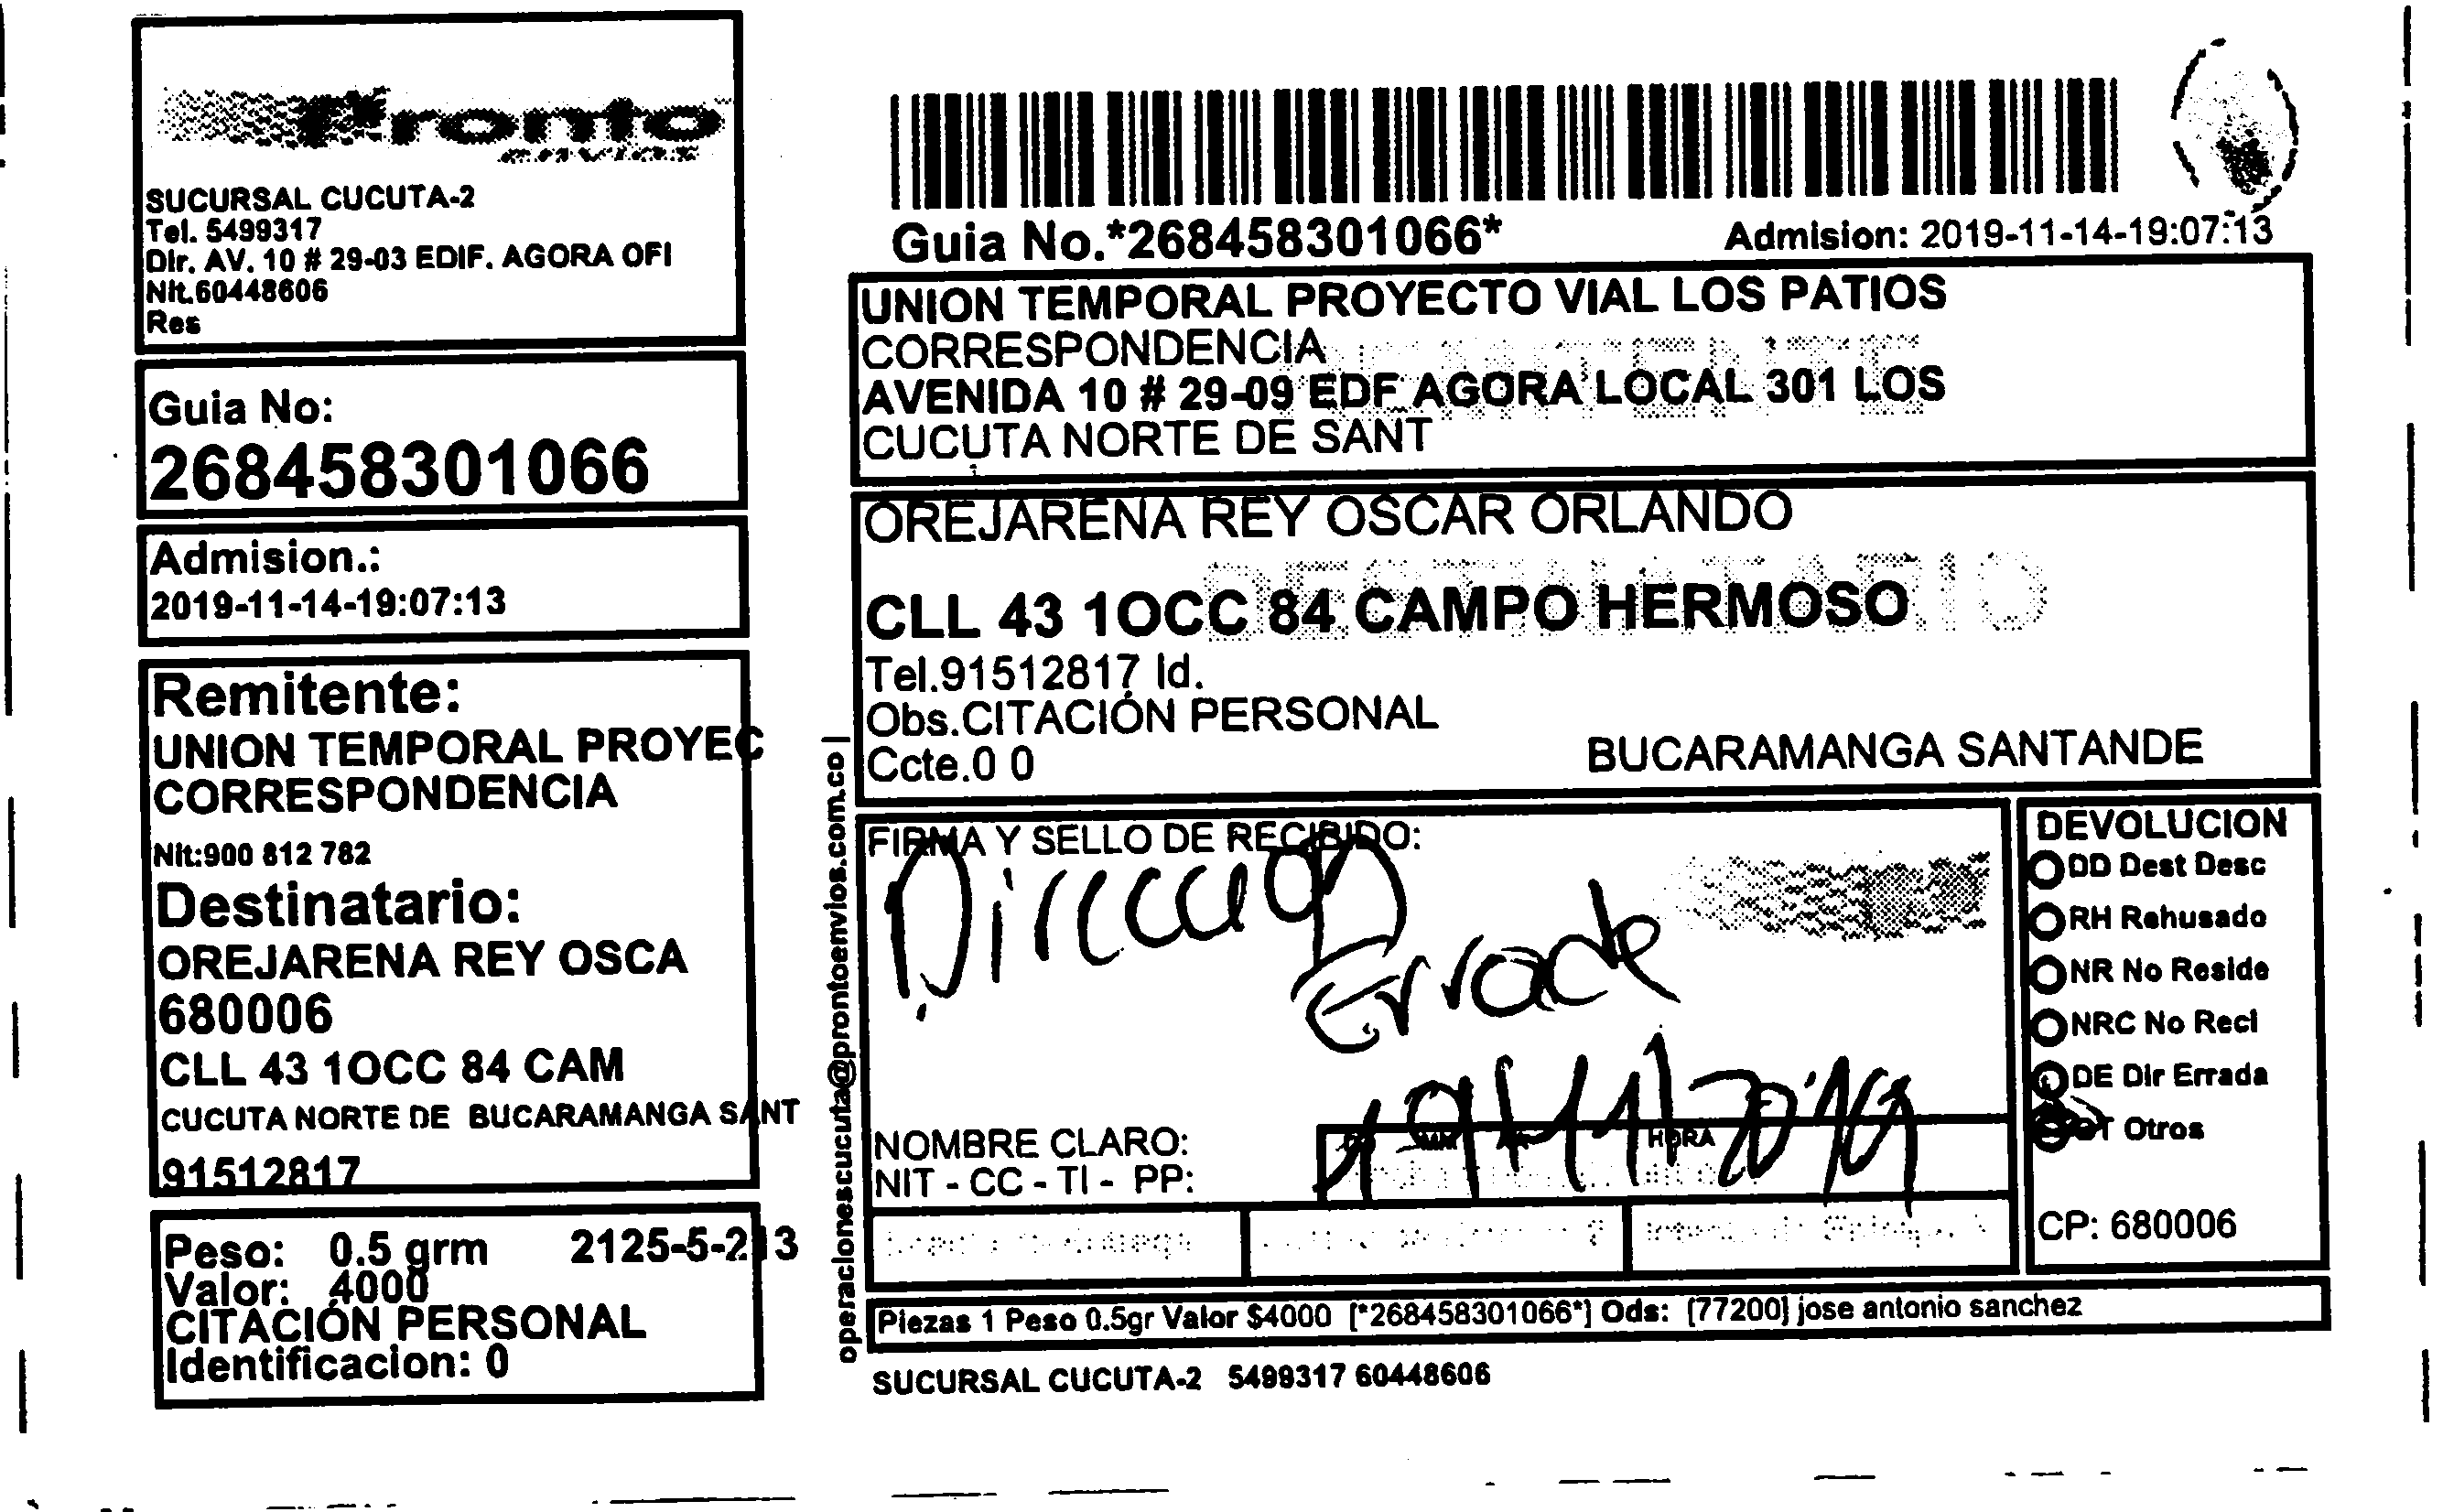 Pronto
envios
SUCURSAL CUCUTA-2
Tel. 5499317
Dir. AV. 10 # 29-03 EDIF. AGORA OFI
Nit.60448606
Res
Guia No:
268458301066
Admision.:
2019-11-14-19:07:13
Remitente:
UNION TEMPORAL PROYEC
CORRESPONDENCIA
Nit:900 812 782
Destinatario:
OREJARENA REY OSCA
680006
CLL 43 1OCC 84 CAM
CUCUTA NORTE DE BUCARAMANGA SANT
91512817
Peso: 0.5 grm 2125-5-213
Valor: 4000
CITACIÓN PERSONAL
Identificacion: 0
operacionescucuta@prontoenvios.com.co |
Guia No.*268458301066*
Admision: 2019-11-14-19:07:13
UNION TEMPORAL PROYECTO VIAL LOS PATIOS
CORRESPONDENCIA
REMITENTE
AVENIDA 10 # 29-09 EDF AGORA LOCAL 301 LOS
CUCUTA NORTE DE SANT
OREJARENA REY OSCAR ORLANDO
DESTINATARIO
CLL 43 1OCC 84 CAMPO HERMOSO
Tel.91512817 Id.
Obs.CITACIÓN PERSONAL
Ccte.0 0
BUCARAMANGA SANTANDE
FIRMA Y SELLO DE RECIBIDO:
Direccion
Errade
19/11/2019
NOMBRE CLARO:
MM
HORA
NIT - CC - TI - PP:
DEVOLUCION
DD Dest Desc
RH Rehusado
NR No Reside
NRC No Reci
DE Dir Errada
OT Otros
CP: 680006
Piezas 1 Peso 0.5gr Valor $4000 [*268458301066*] Ods: [77200] jose antonio sanchez
SUCURSAL CUCUTA-2 5499317 60448606